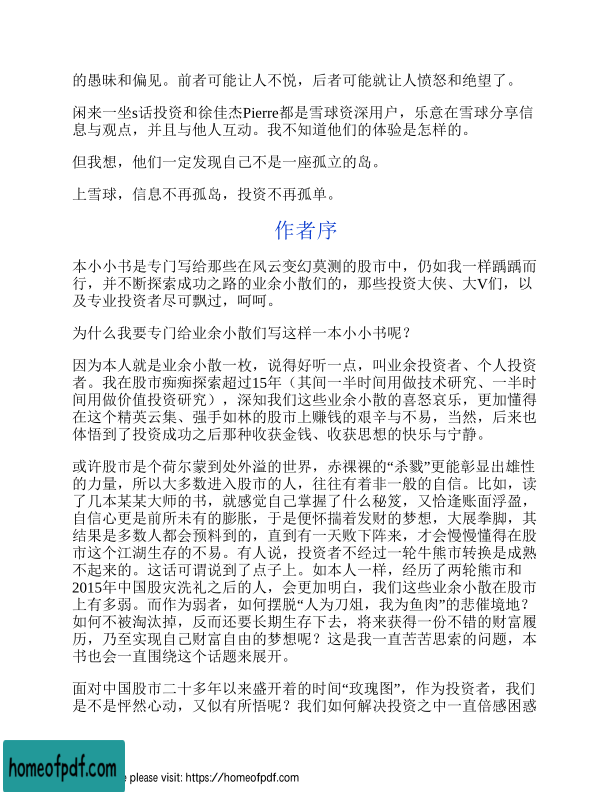 的愚昧和偏见。前者可能让人不悦，后者可能就让人愤怒和绝望了。
闲来一坐s话投资和徐佳杰Pierre都是雪球资深用户，乐意在雪球分享信
息与观点，并且与他人互动。我不知道他们的体验是怎样的。
但我想，他们一定发现自己不是一座孤立的岛。
上雪球，信息不再孤岛，投资不再孤单。
作者序
本小小书是专门写给那些在风云变幻莫测的股市中，仍如我一样踽踽而
行，并不断探索成功之路的业余小散们的，那些投资大侠、大V们，以
及专业投资者尽可飘过，呵呵。
为什么我要专门给业余小散们写这样一本小小书呢？
因为本人就是业余小散一枚，说得好听一点，叫业余投资者、个人投资
者。我在股市痴痴探索超过15年（其间一半时间用做技术研究、一半时
间用做价值投资研究），深知我们这些业余小散的喜怒哀乐，更加懂得
在这个精英云集、强手如林的股市上赚钱的艰辛与不易，当然，后来也
体悟到了投资成功之后那种收获金钱、收获思想的快乐与宁静。
或许股市是个荷尔蒙到处外溢的世界，赤裸裸的“杀戮”更能彰显出雄性
的力量，所以大多数进入股市的人，往往有着非一般的自信。比如，读
了几本某某大师的书，就感觉自己掌握了什么秘笈，又恰逢账面浮盈，
自信心更是前所未有的膨胀，于是便怀揣着发财的梦想，大展拳脚，其
结果是多数人都会预料到的，直到有一天败下阵来，才会慢慢懂得在股
市这个江湖生存的不易。有人说，投资者不经过一轮牛熊市转换是成熟
不起来的。这话可谓说到了点子上。如本人一样，经历了两轮熊市和
2015年中国股灾洗礼之后的人，会更加明白，我们这些业余小散在股市
上有多弱。而作为弱者，如何摆脱“人为刀俎，我为鱼肉”的悲催境地？
如何不被淘汰掉，反而还要长期生存下去，将来获得一份不错的财富履
历，乃至实现自己财富自由的梦想呢？这是我一直苦苦思索的问题，本
书也会一直围绕这个话题来展开。
面对中国股市二十多年以来盛开着的时间“玫瑰图”，作为投资者，我们
是不是怦然心动，又似有所悟呢？我们如何解决投资之中一直倍感困惑
homeofpdf.com
e please visit: https://homeofpdf.com